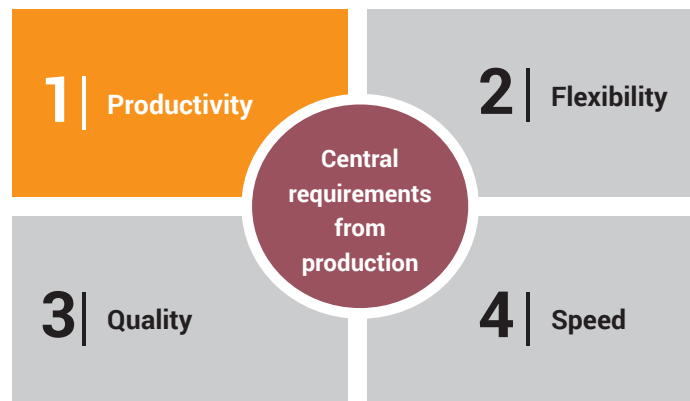 1 Productivity
2 Flexibility
Central
requirements
from
production
3 Quality
4 Speed